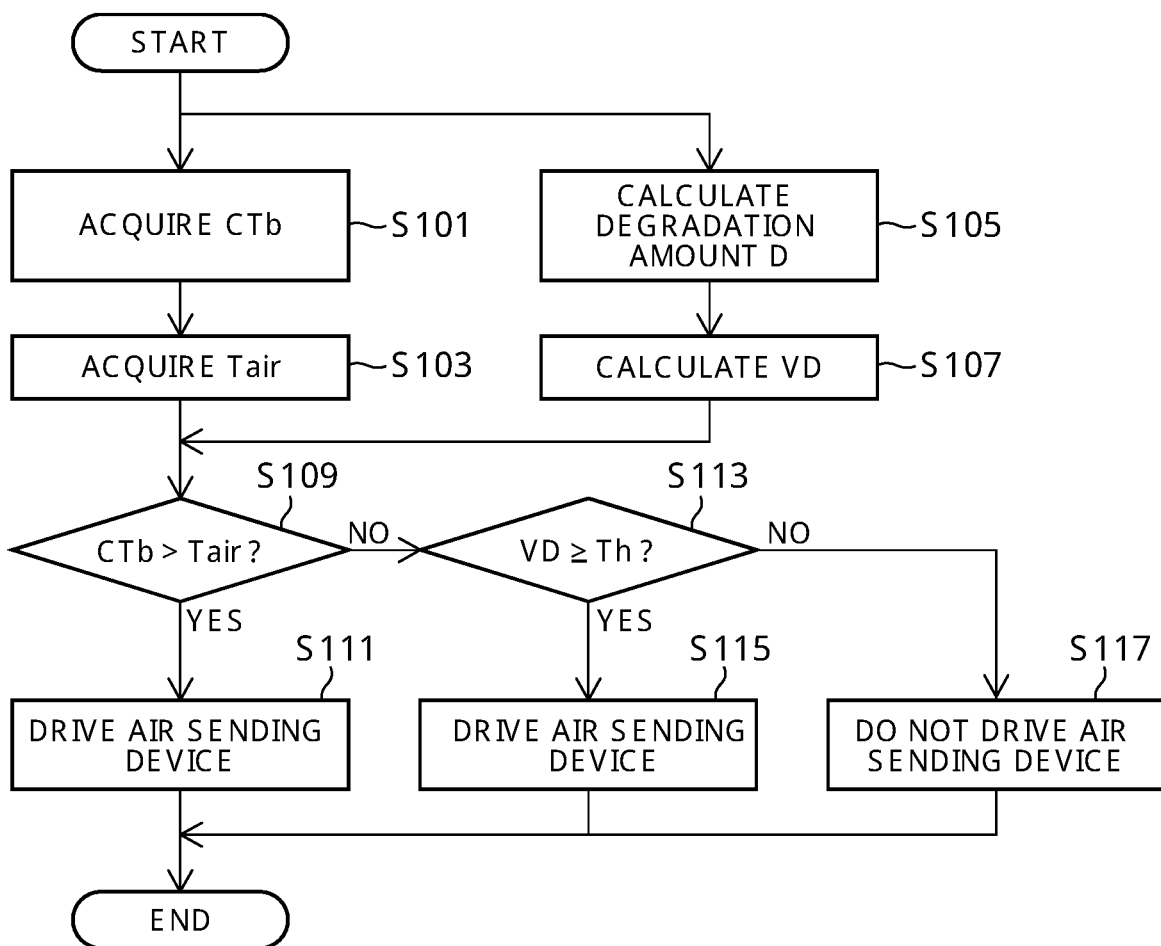 START
ACQUIRE CTb
S101
CALCULATE
DEGRADATION
AMOUNT D
S105
ACQUIRE Tair
S103
CALCULATE VD
S107
S109
S113
CTb > Tair ?
NO
VD ≥ Th ?
NO
YES
YES
S111
S115
S117
DRIVE AIR SENDING
DEVICE
DRIVE AIR SENDING
DEVICE
DO NOT DRIVE AIR
SENDING DEVICE
END